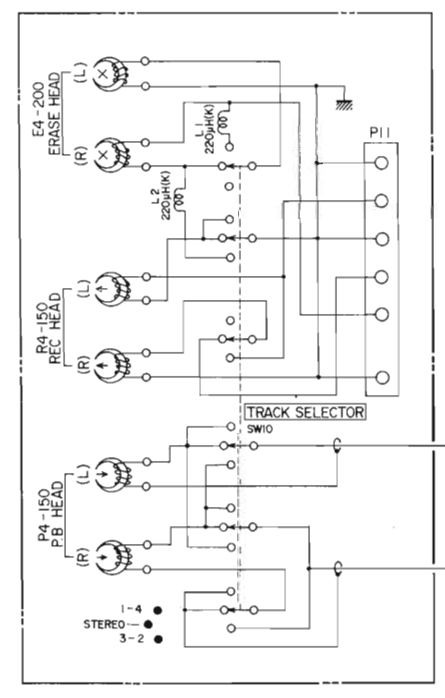 E4-200
ERASE HEAD
(L)
(R)
L1
220μH(K)
L2
220μH(K)
P11
R4-150
REC HEAD
(L)
(R)
TRACK SELECTOR
SW10
P4-150
P.B HEAD
(L)
(R)
1-4
STEREO
3-2